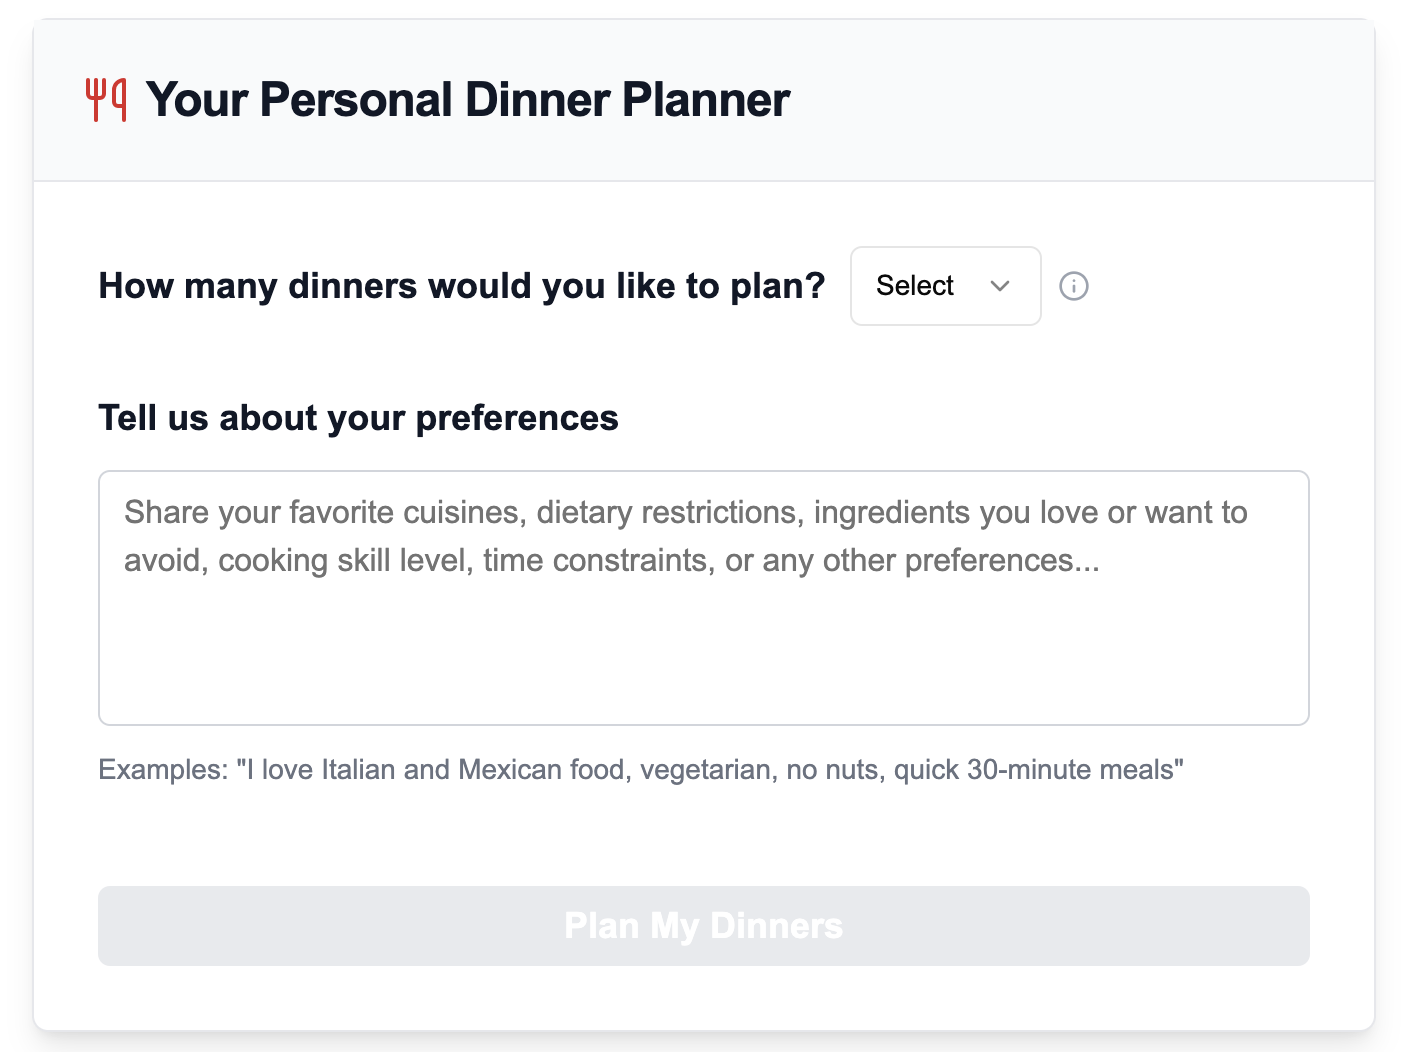 Your Personal Dinner Planner
How many dinners would you like to plan? Select
Tell us about your preferences
Share your favorite cuisines, dietary restrictions, ingredients you love or want to
avoid, cooking skill level, time constraints, or any other preferences...
Examples: "I love Italian and Mexican food, vegetarian, no nuts, quick 30-minute meals"
Plan My Dinners